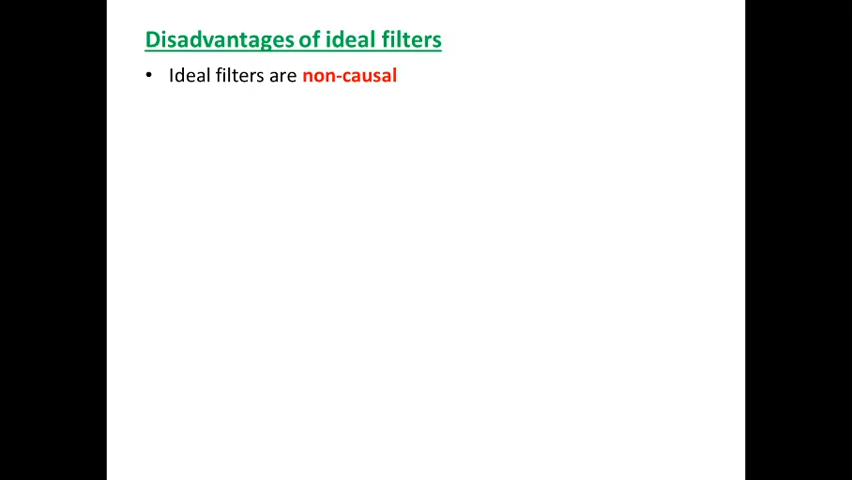 Disadvantages of ideal filters
• Ideal filters are non-causal